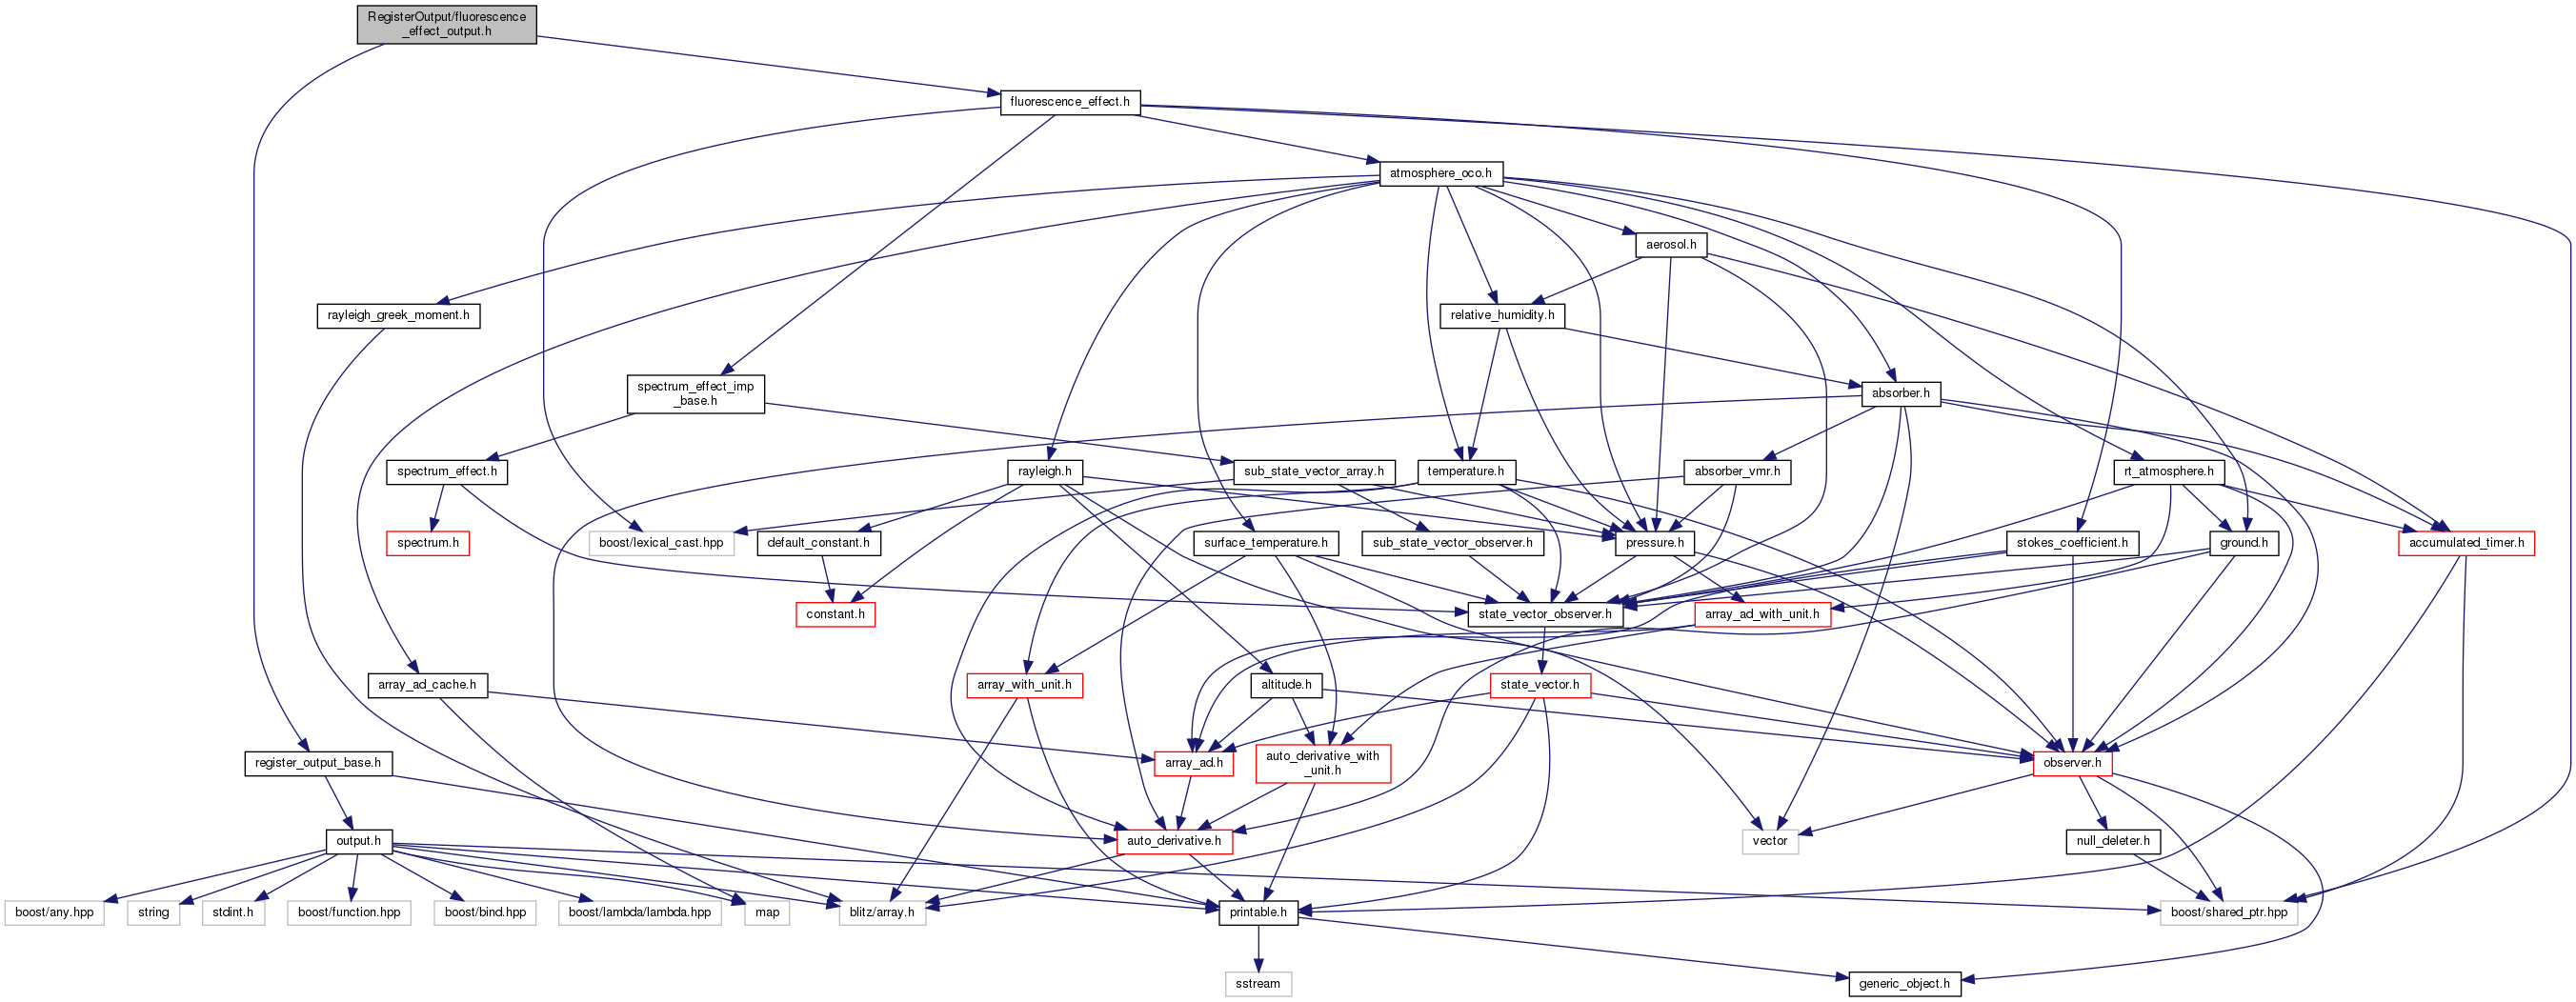 RegisterOutput/fluorescence
_effect_output.h
fluorescence_effect.h
atmosphere_oco.h
aerosol.h
rayleigh_greek_moment.h
relative_humidity.h
spectrum_effect_imp
_base.h
absorber.h
spectrum_effect.h
rayleigh.h
sub_state_vector_array.h
temperature.h
absorber_vmr.h
rt_atmosphere.h
spectrum.h
boost/lexical_cast.hpp
default_constant.h
surface_temperature.h
sub_state_vector_observer.h
pressure.h
stokes_coefficient.h
ground.h
accumulated_timer.h
constant.h
state_vector_observer.h
array_ad_with_unit.h
array_ad_cache.h
array_with_unit.h
altitude.h
state_vector.h
register_output_base.h
array_ad.h
auto_derivative_with
_unit.h
observer.h
output.h
auto_derivative.h
vector
null_deleter.h
boost/any.hpp
string
stdint.h
boost/function.hpp
boost/bind.hpp
boost/lambda/lambda.hpp
map
blitz/array.h
printable.h
boost/shared_ptr.hpp
sstream
generic_object.h